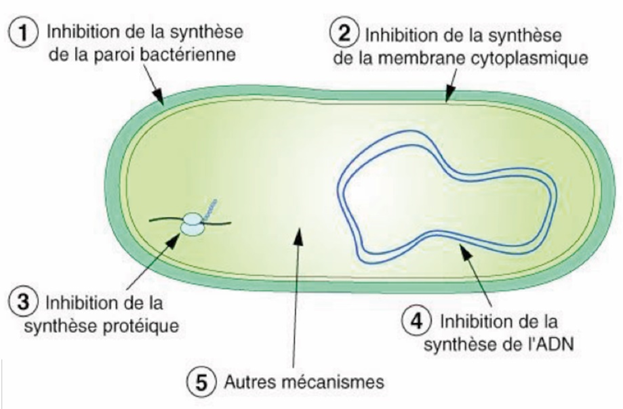 1 Inhibition de la synthèse
de la paroi bactérienne
2 Inhibition de la synthèse
de la membrane cytoplasmique
3 Inhibition de la
synthèse protéique
4 Inhibition de la
synthèse de l'ADN
5 Autres mécanismes